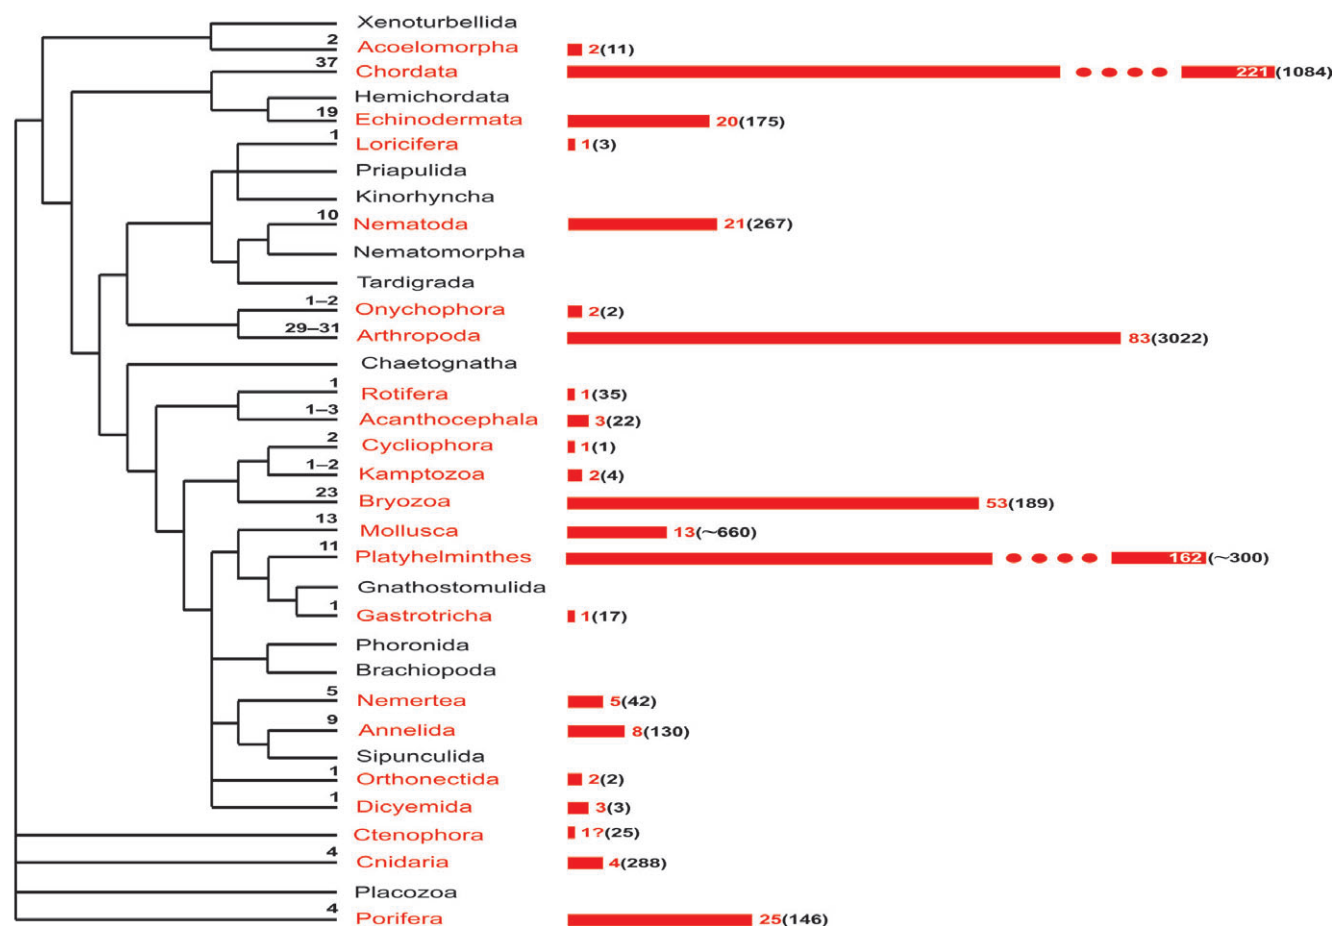 Xenoturbellida
2 Acoelomorpha 2(11)
37 Chordata 221(1084)
Hemichordata
19 Echinodermata 20(175)
1 Loricifera 1(3)
Priapulida
Kinorhyncha
10 Nematoda 21(267)
Nematomorpha
Tardigrada
1–2 Onychophora 2(2)
29–31 Arthropoda 83(3022)
Chaetognatha
1 Rotifera 1(35)
1–3 Acanthocephala 3(22)
2 Cycliophora 1(1)
1–2 Kamptozoa 2(4)
23 Bryozoa 53(189)
13 Mollusca 13(~660)
11 Platyhelminthes 162(~300)
Gnathostomulida
1 Gastrotricha 1(17)
Phoronida
Brachiopoda
5 Nemertea 5(42)
9 Annelida 8(130)
Sipunculida
1 Orthonectida 2(2)
1 Dicyemida 3(3)
Ctenophora 1?(25)
4 Cnidaria 4(288)
Placozoa
4 Porifera 25(146)